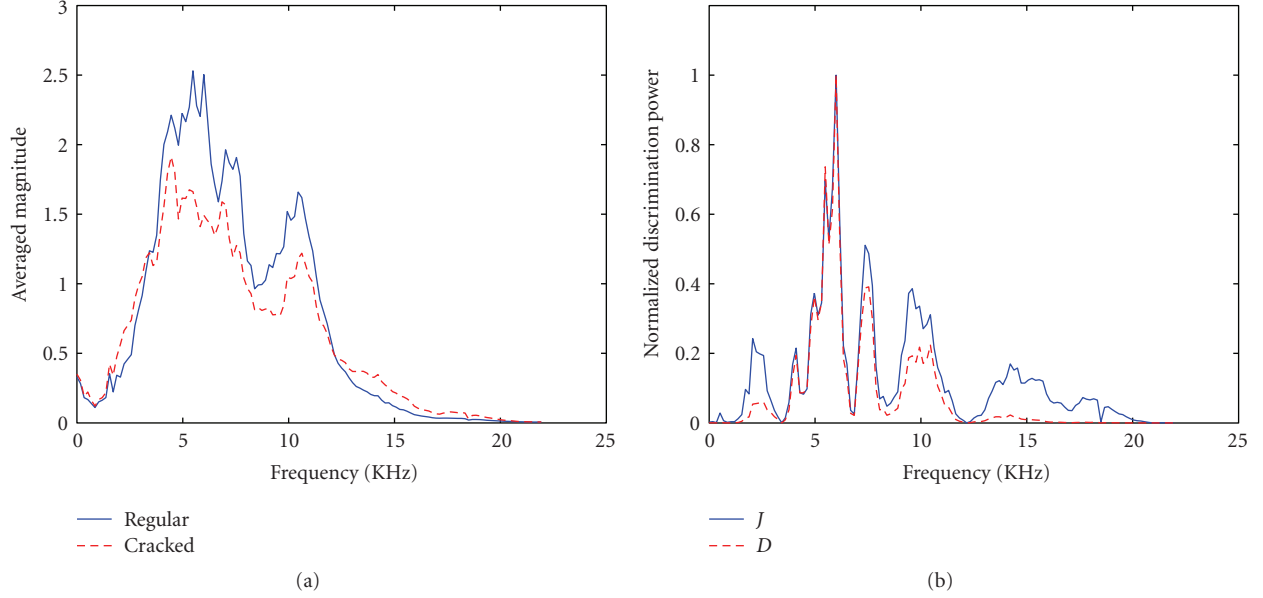 3
2.5
2
1.5
1
0.5
0
Averaged magnitude
0 5 10 15 20 25
Frequency (KHz)
Regular
Cracked
(a)
1
0.8
0.6
0.4
0.2
0
Normalized discrimination power
0 5 10 15 20 25
Frequency (KHz)
J
D
(b)